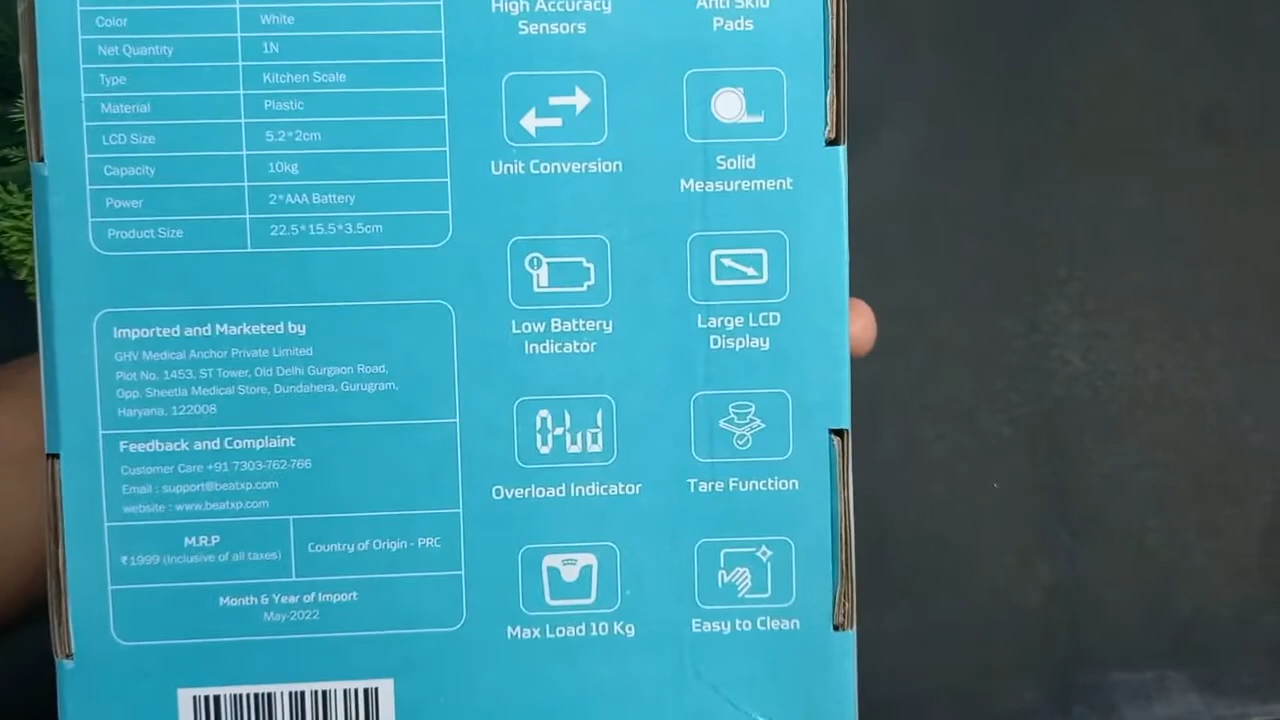 Color White
Net Quantity 1N
Type Kitchen Scale
Material Plastic
LCD Size 5.2*2cm
Capacity 10kg
Power 2*AAA Battery
Product Size 22.5*15.5*3.5cm
Imported and Marketed by
GHV Medical Anchor Private Limited
Plot No. 1453, ST Tower, Old Delhi Gurgaon Road,
Opp. Sheetla Medical Store, Dundahera, Gurugram,
Haryana, 122008
Feedback and Complaint
Customer Care +91 7303-762-766
Email : support@beatxp.com
website : www.beatxp.com
M.R.P
₹1999 (Inclusive of all taxes)
Country of Origin - PRC
Month & Year of Import
May-2022
High Accuracy
Sensors
Anti Skid
Pads
Unit Conversion
Solid
Measurement
Low Battery
Indicator
Large LCD
Display
0-Ld
Overload Indicator
Tare Function
Max Load 10 Kg
Easy to Clean